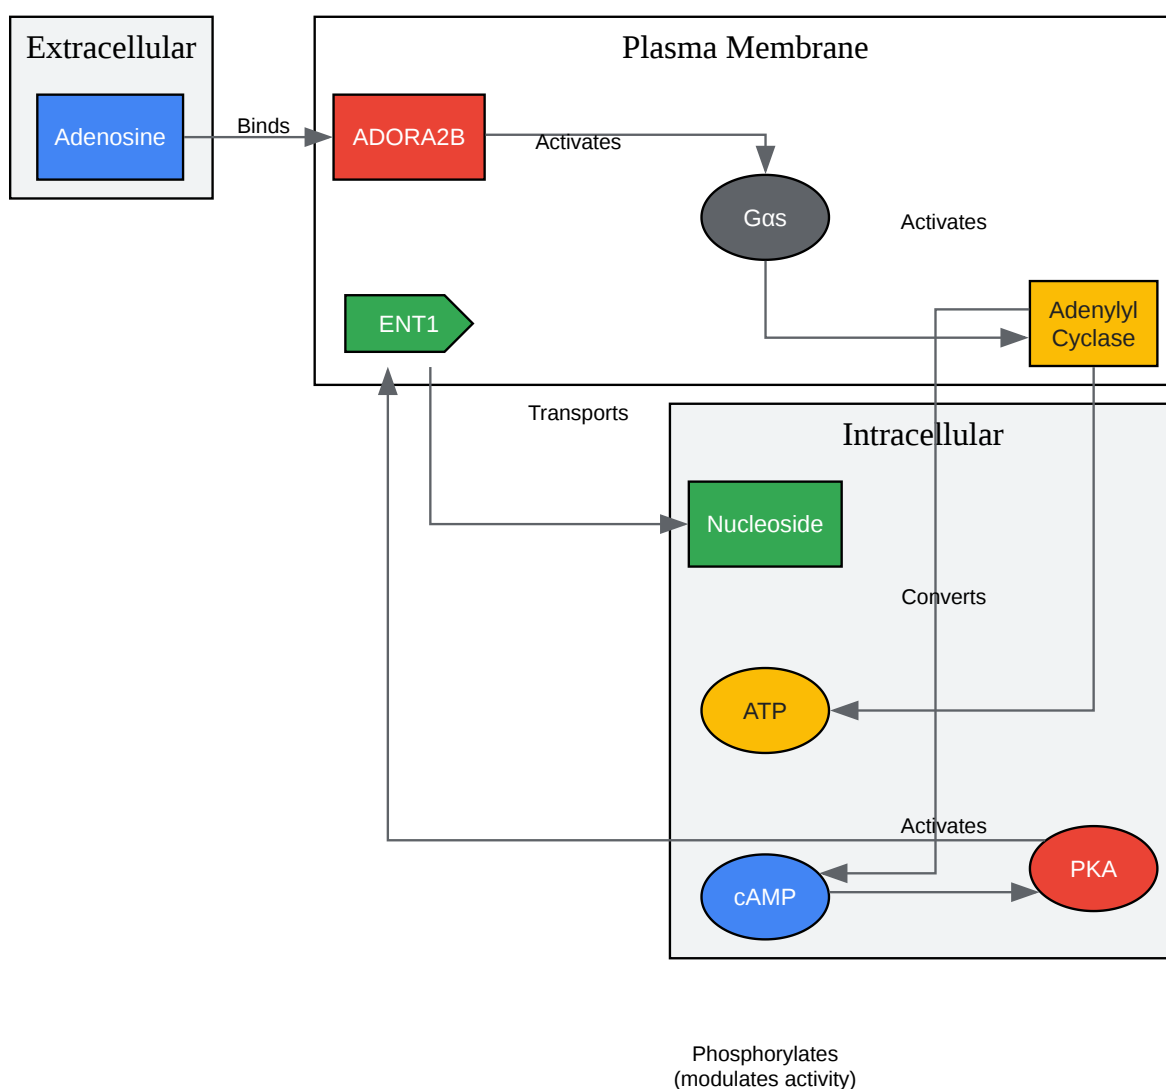 Extracellular
Plasma Membrane
Adenosine
Binds
ADORA2B
Activates
Gαs
Activates
ENT1
Adenylyl
Cyclase
Transports
Intracellular
Nucleoside
Converts
ATP
Activates
PKA
cAMP
Phosphorylates
(modulates activity)